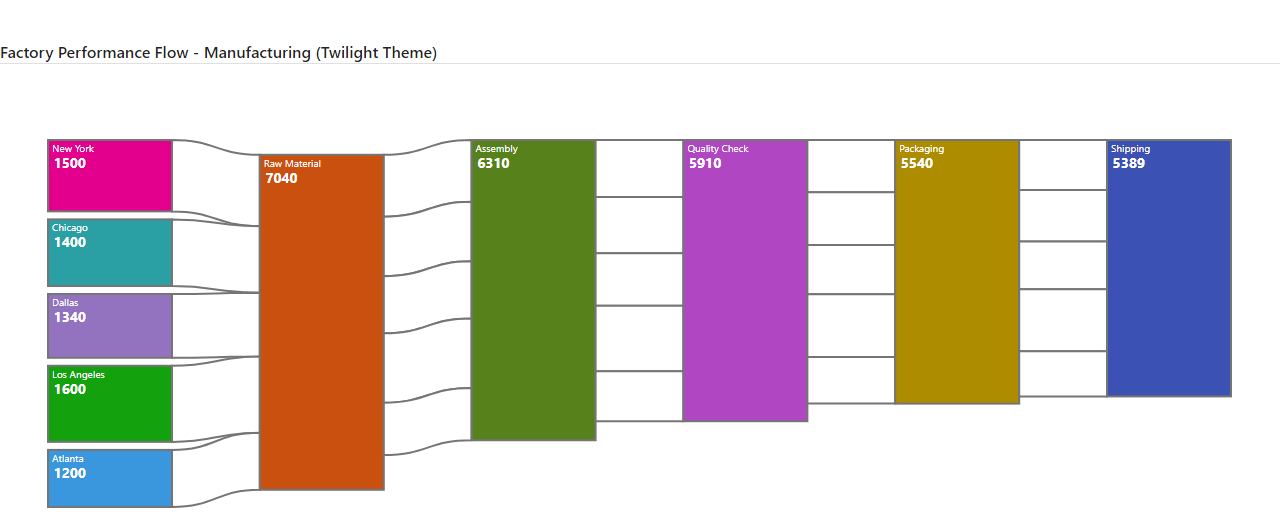 Factory Performance Flow - Manufacturing (Twilight Theme)
New York
1500
Chicago
1400
Dallas
1340
Los Angeles
1600
Atlanta
1200
Raw Material
7040
Assembly
6310
Quality Check
5910
Packaging
5540
Shipping
5389